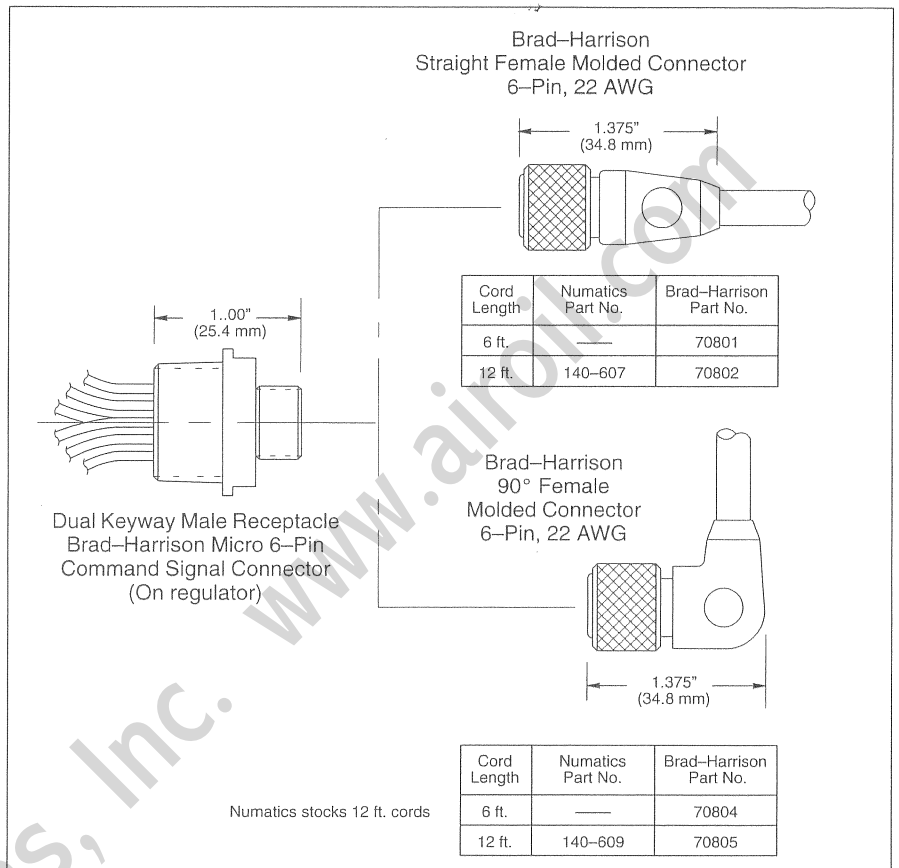 Brad–Harrison
Straight Female Molded Connector
6–Pin, 22 AWG
1.375"
(34.8 mm)
Cord Length Numatics Part No. Brad–Harrison Part No.
6 ft. —— 70801
12 ft. 140–607 70802
1..00"
(25.4 mm)
Dual Keyway Male Receptacle
Brad–Harrison Micro 6–Pin
Command Signal Connector
(On regulator)
Brad–Harrison
90° Female
Molded Connector
6–Pin, 22 AWG
1.375"
(34.8 mm)
Numatics stocks 12 ft. cords
Cord Length Numatics Part No. Brad–Harrison Part No.
6 ft. —— 70804
12 ft. 140–609 70805
s, Inc. www.airoil.com